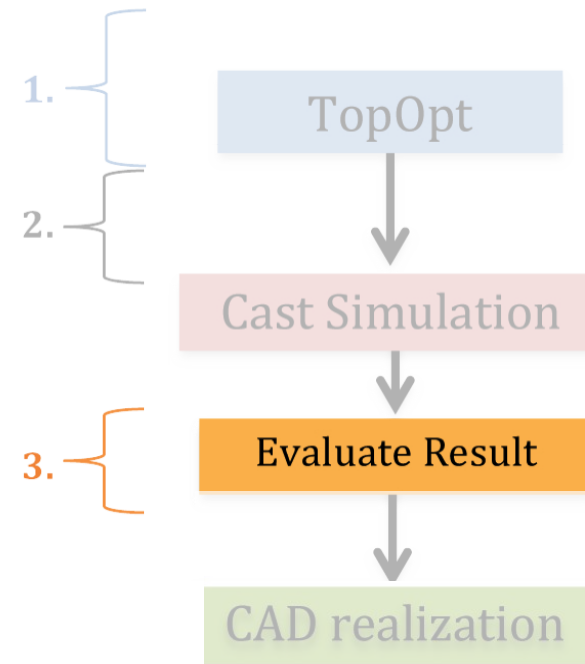 1.
TopOpt
2.
Cast Simulation
3.
Evaluate Result
CAD realization